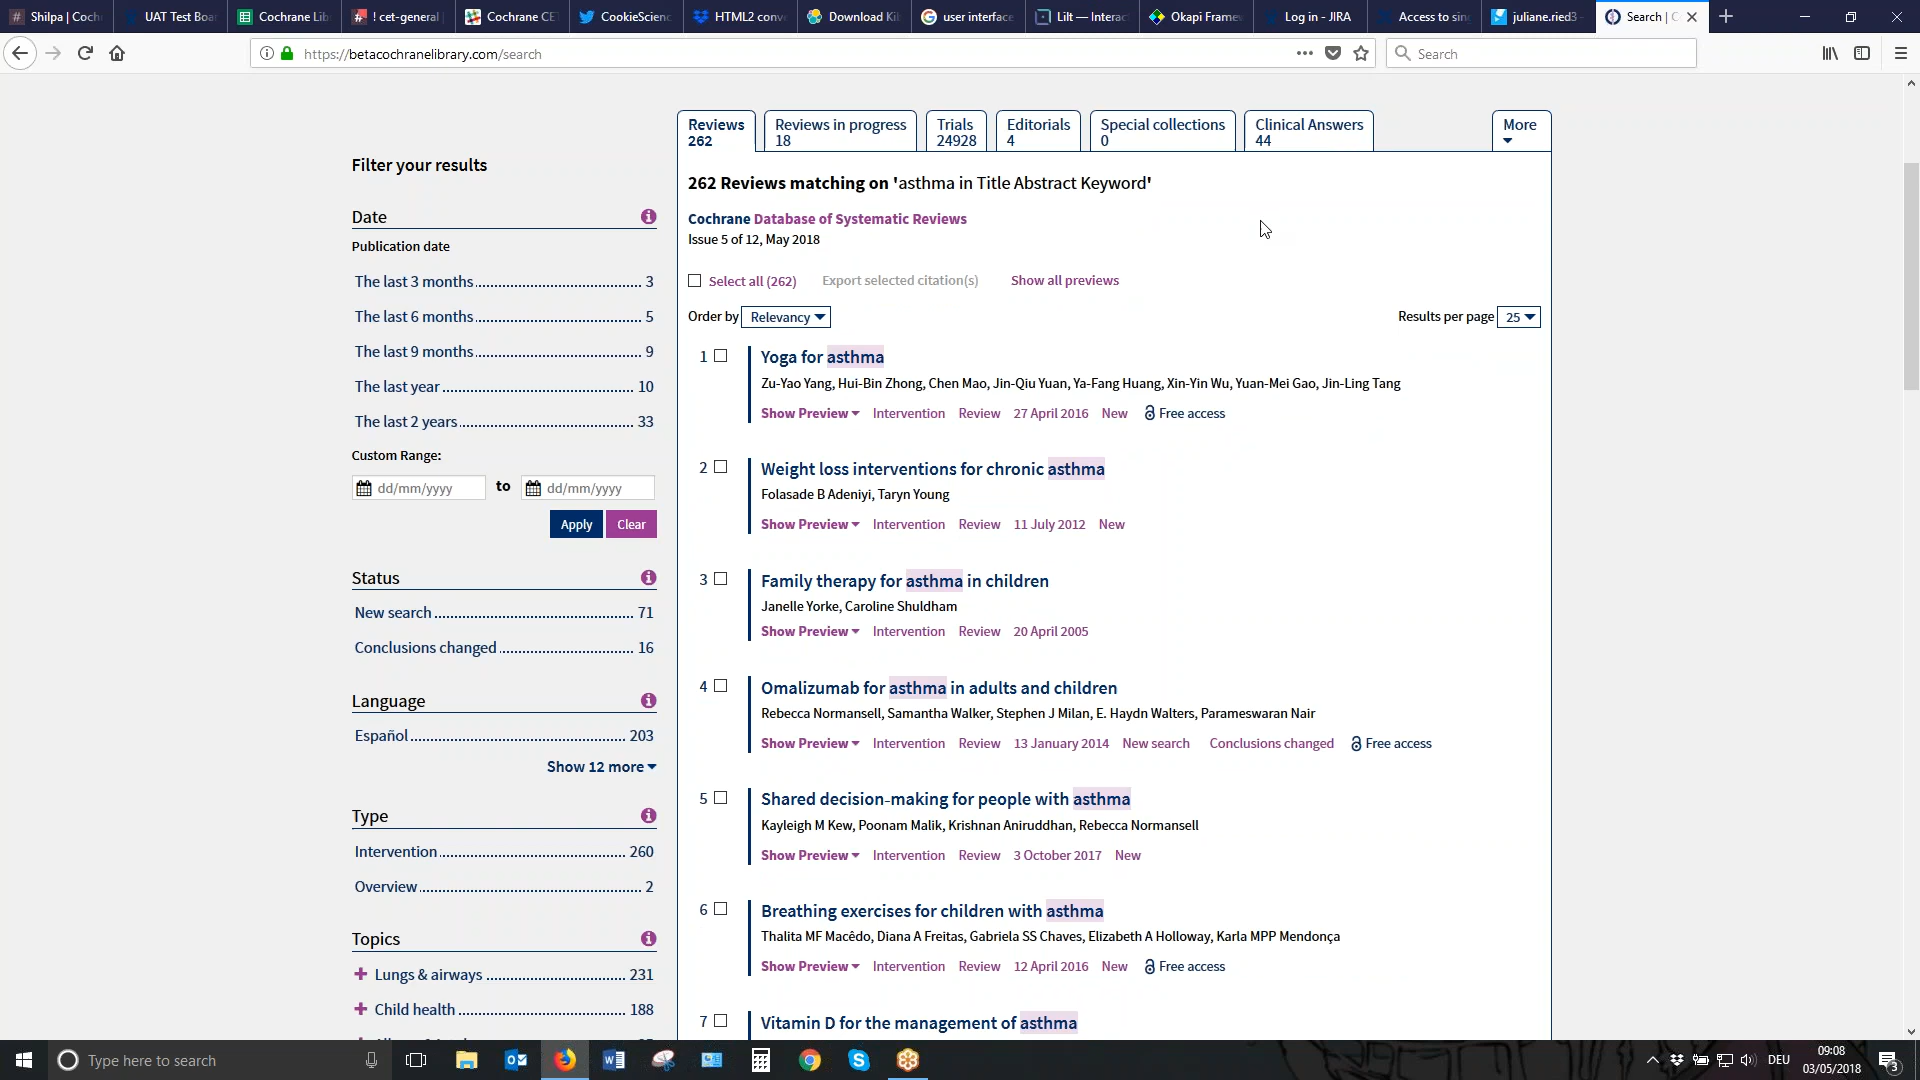 Shilpa | Coch
UAT Test Boa
Cochrane Lib
! cet-general
Cochrane CE
CookieScien
HTML2 conv
Download Ki
user interface
Lilt — Interac
Okapi Frame
Log in - JIRA
Access to sin
juliane.ried3
Search | C
https://betacochranelibrary.com/search
Search
Filter your results
Date
Publication date
The last 3 months 3
The last 6 months 5
The last 9 months 9
The last year 10
The last 2 years 33
Custom Range:
dd/mm/yyyy to dd/mm/yyyy
Apply Clear
Status
New search 71
Conclusions changed 16
Language
Español 203
Show 12 more
Type
Intervention 260
Overview 2
Topics
Lungs & airways 231
Child health 188
Reviews
262
Reviews in progress
18
Trials
24928
Editorials
4
Special collections
0
Clinical Answers
44
More
262 Reviews matching on 'asthma in Title Abstract Keyword'
Cochrane Database of Systematic Reviews
Issue 5 of 12, May 2018
Select all (262) Export selected citation(s) Show all previews
Order by Relevancy Results per page 25
1 Yoga for asthma
Zu-Yao Yang, Hui-Bin Zhong, Chen Mao, Jin-Qiu Yuan, Ya-Fang Huang, Xin-Yin Wu, Yuan-Mei Gao, Jin-Ling Tang
Show Preview Intervention Review 27 April 2016 New Free access
2 Weight loss interventions for chronic asthma
Folasade B Adeniyi, Taryn Young
Show Preview Intervention Review 11 July 2012 New
3 Family therapy for asthma in children
Janelle Yorke, Caroline Shuldham
Show Preview Intervention Review 20 April 2005
4 Omalizumab for asthma in adults and children
Rebecca Normansell, Samantha Walker, Stephen J Milan, E. Haydn Walters, Parameswaran Nair
Show Preview Intervention Review 13 January 2014 New search Conclusions changed Free access
5 Shared decision-making for people with asthma
Kayleigh M Kew, Poonam Malik, Krishnan Aniruddhan, Rebecca Normansell
Show Preview Intervention Review 3 October 2017 New
6 Breathing exercises for children with asthma
Thalita MF Macêdo, Diana A Freitas, Gabriela SS Chaves, Elizabeth A Holloway, Karla MPP Mendonça
Show Preview Intervention Review 12 April 2016 New Free access
7 Vitamin D for the management of asthma
Type here to search
DEU
09:08
03/05/2018
3